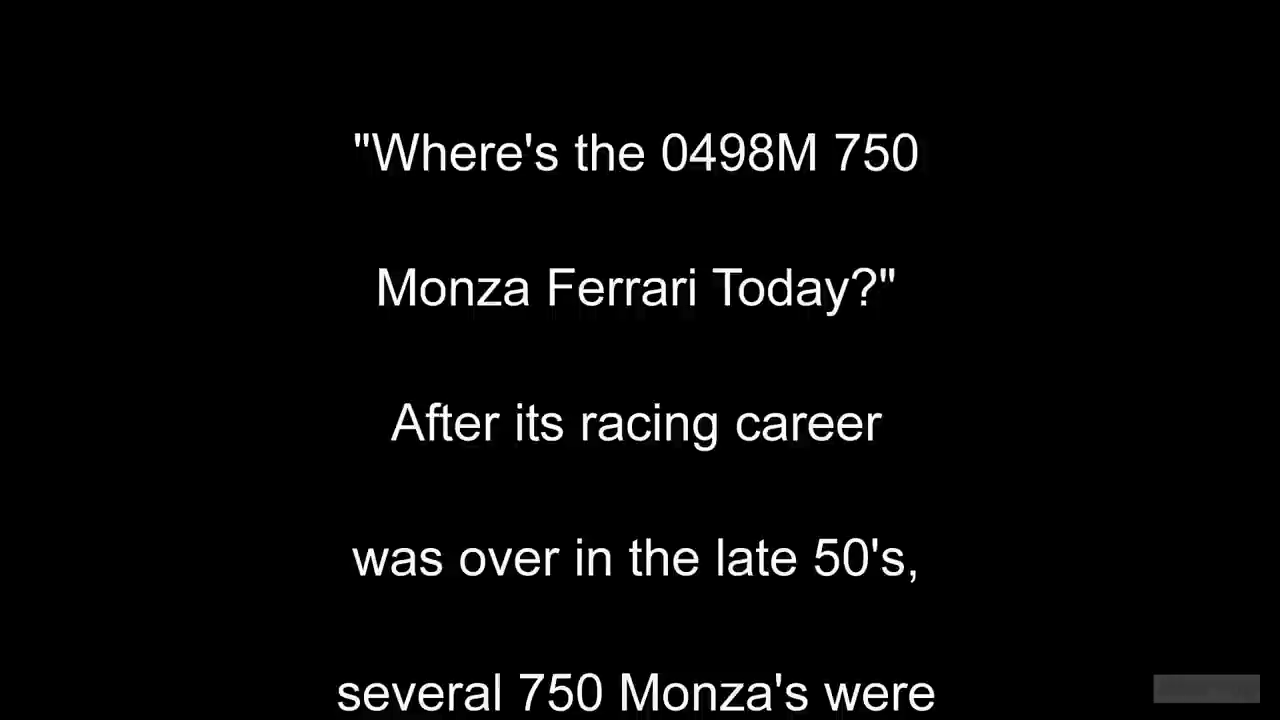 "Where's the 0498M 750
Monza Ferrari Today?"
After its racing career
was over in the late 50's,
several 750 Monza's were